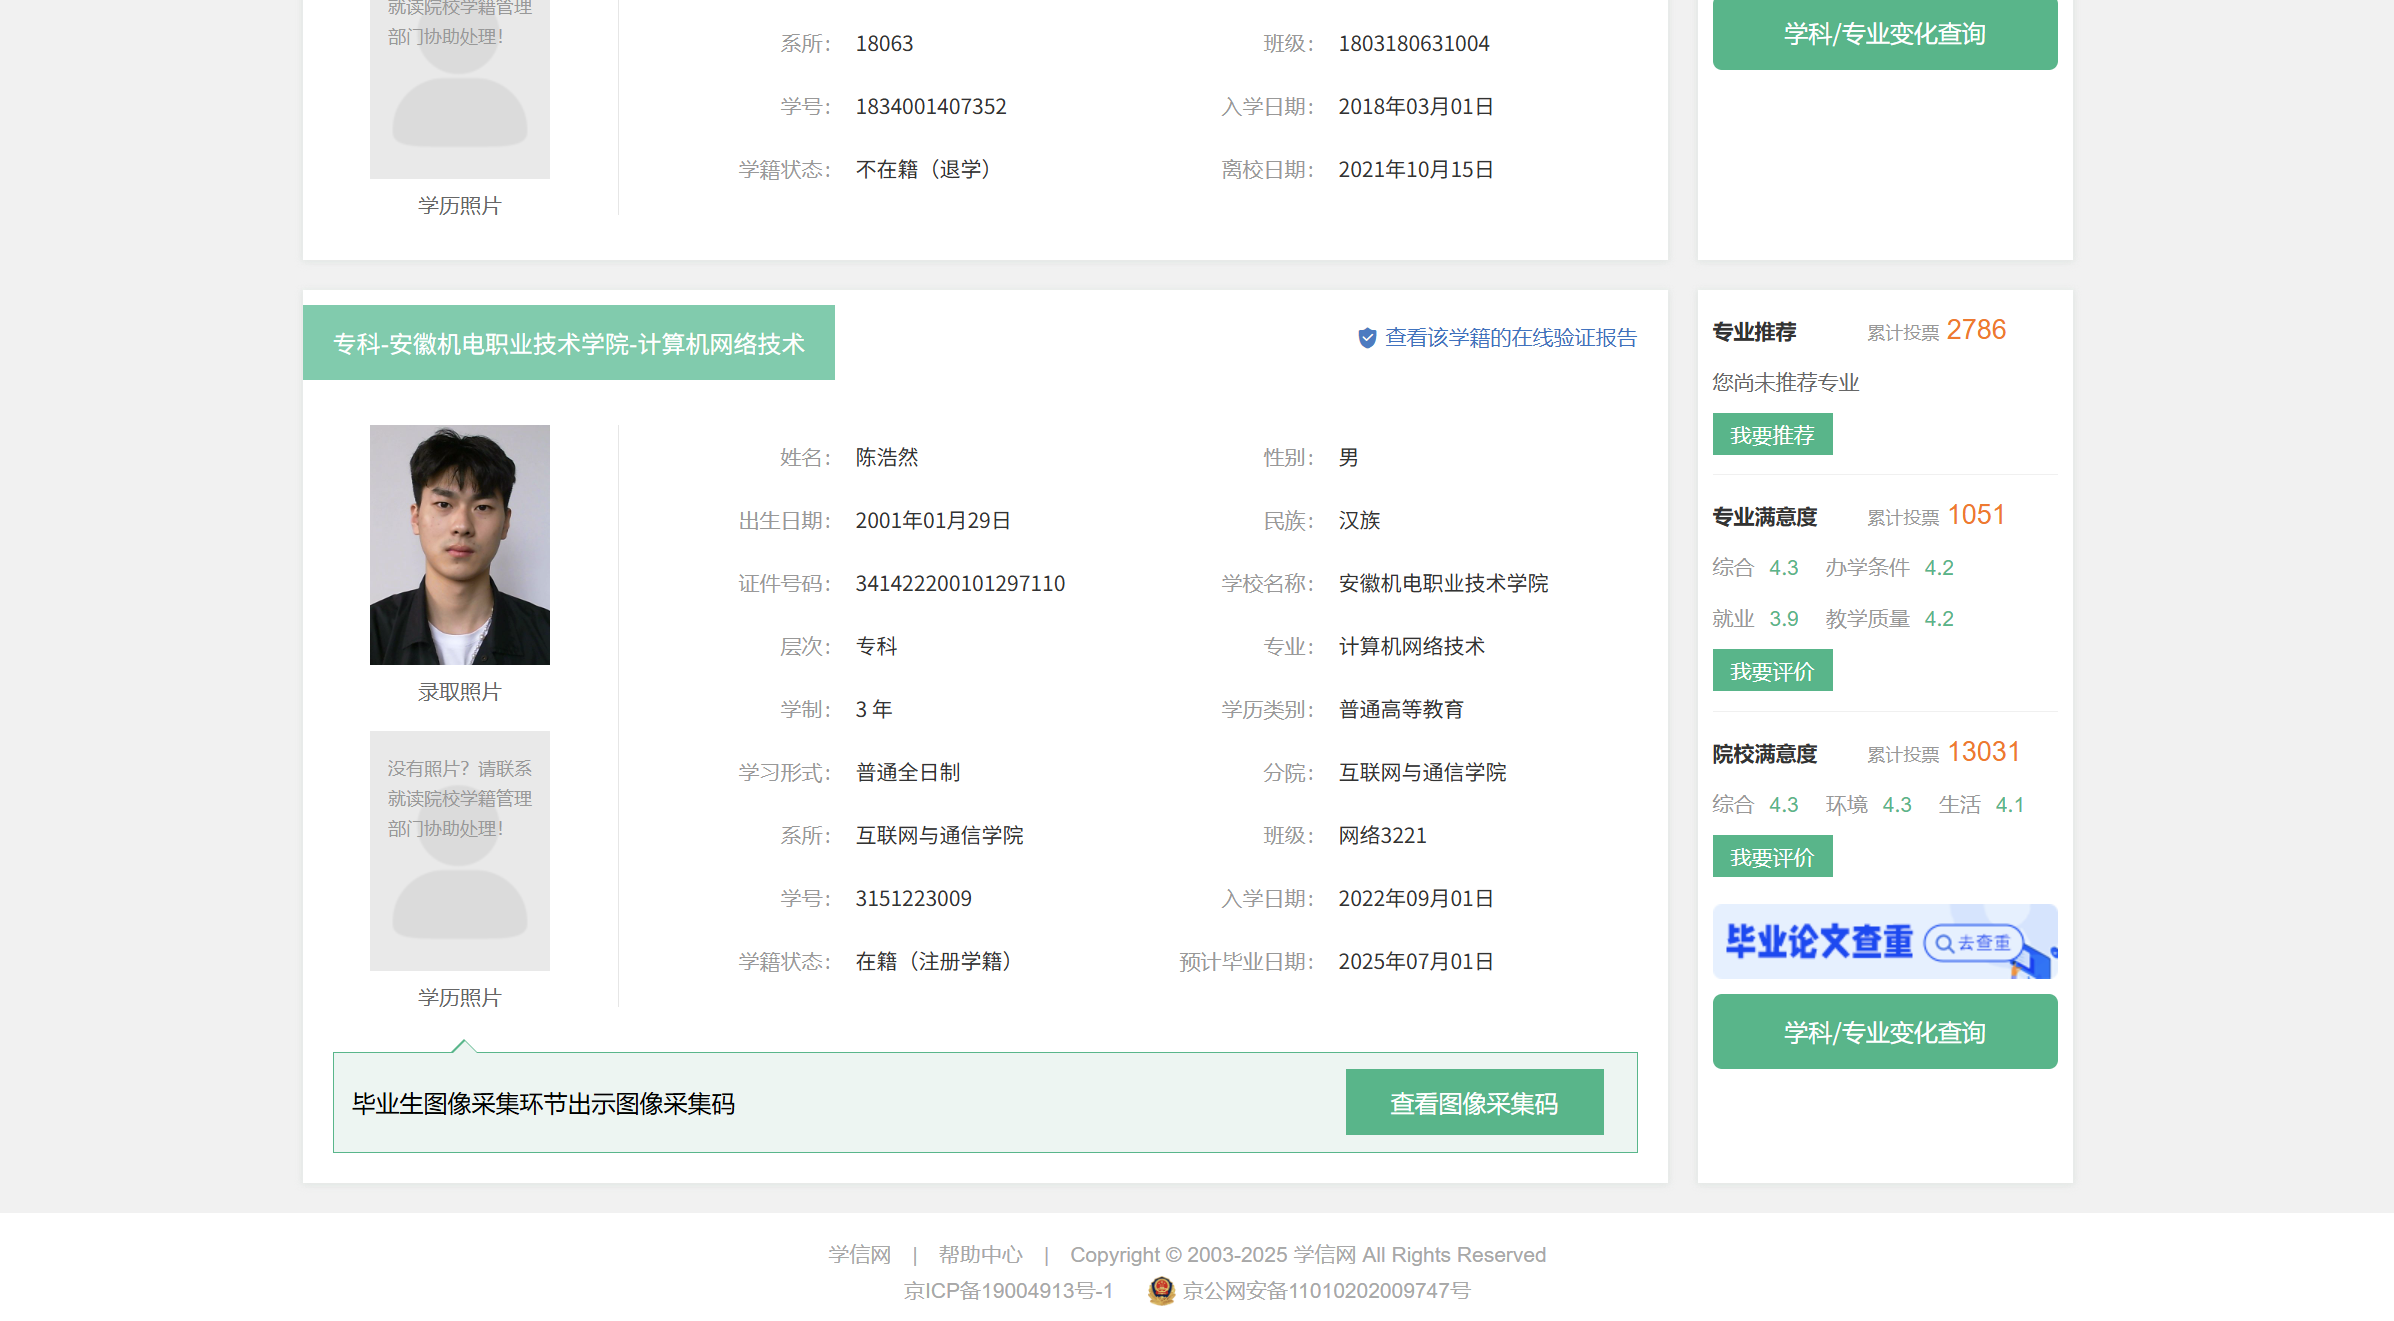 就读院校学籍管理
部门协助处理！
学历照片
系所： 18063 班级： 1803180631004
学号： 1834001407352 入学日期： 2018年03月01日
学籍状态： 不在籍（退学） 离校日期： 2021年10月15日
学科/专业变化查询
专科-安徽机电职业技术学院-计算机网络技术
查看该学籍的在线验证报告
录取照片
没有照片？请联系
就读院校学籍管理
部门协助处理！
学历照片
姓名： 陈浩然 性别： 男
出生日期： 2001年01月29日 民族： 汉族
证件号码： 341422200101297110 学校名称： 安徽机电职业技术学院
层次： 专科 专业： 计算机网络技术
学制： 3 年 学历类别： 普通高等教育
学习形式： 普通全日制 分院： 互联网与通信学院
系所： 互联网与通信学院 班级： 网络3221
学号： 3151223009 入学日期： 2022年09月01日
学籍状态： 在籍（注册学籍） 预计毕业日期： 2025年07月01日
毕业生图像采集环节出示图像采集码 查看图像采集码
专业推荐 累计投票 2786
您尚未推荐专业
我要推荐
专业满意度 累计投票 1051
综合 4.3 办学条件 4.2
就业 3.9 教学质量 4.2
我要评价
院校满意度 累计投票 13031
综合 4.3 环境 4.3 生活 4.1
我要评价
毕业论文查重 去查重
学科/专业变化查询
学信网 | 帮助中心 | Copyright © 2003-2025 学信网 All Rights Reserved
京ICP备19004913号-1 京公网安备11010202009747号